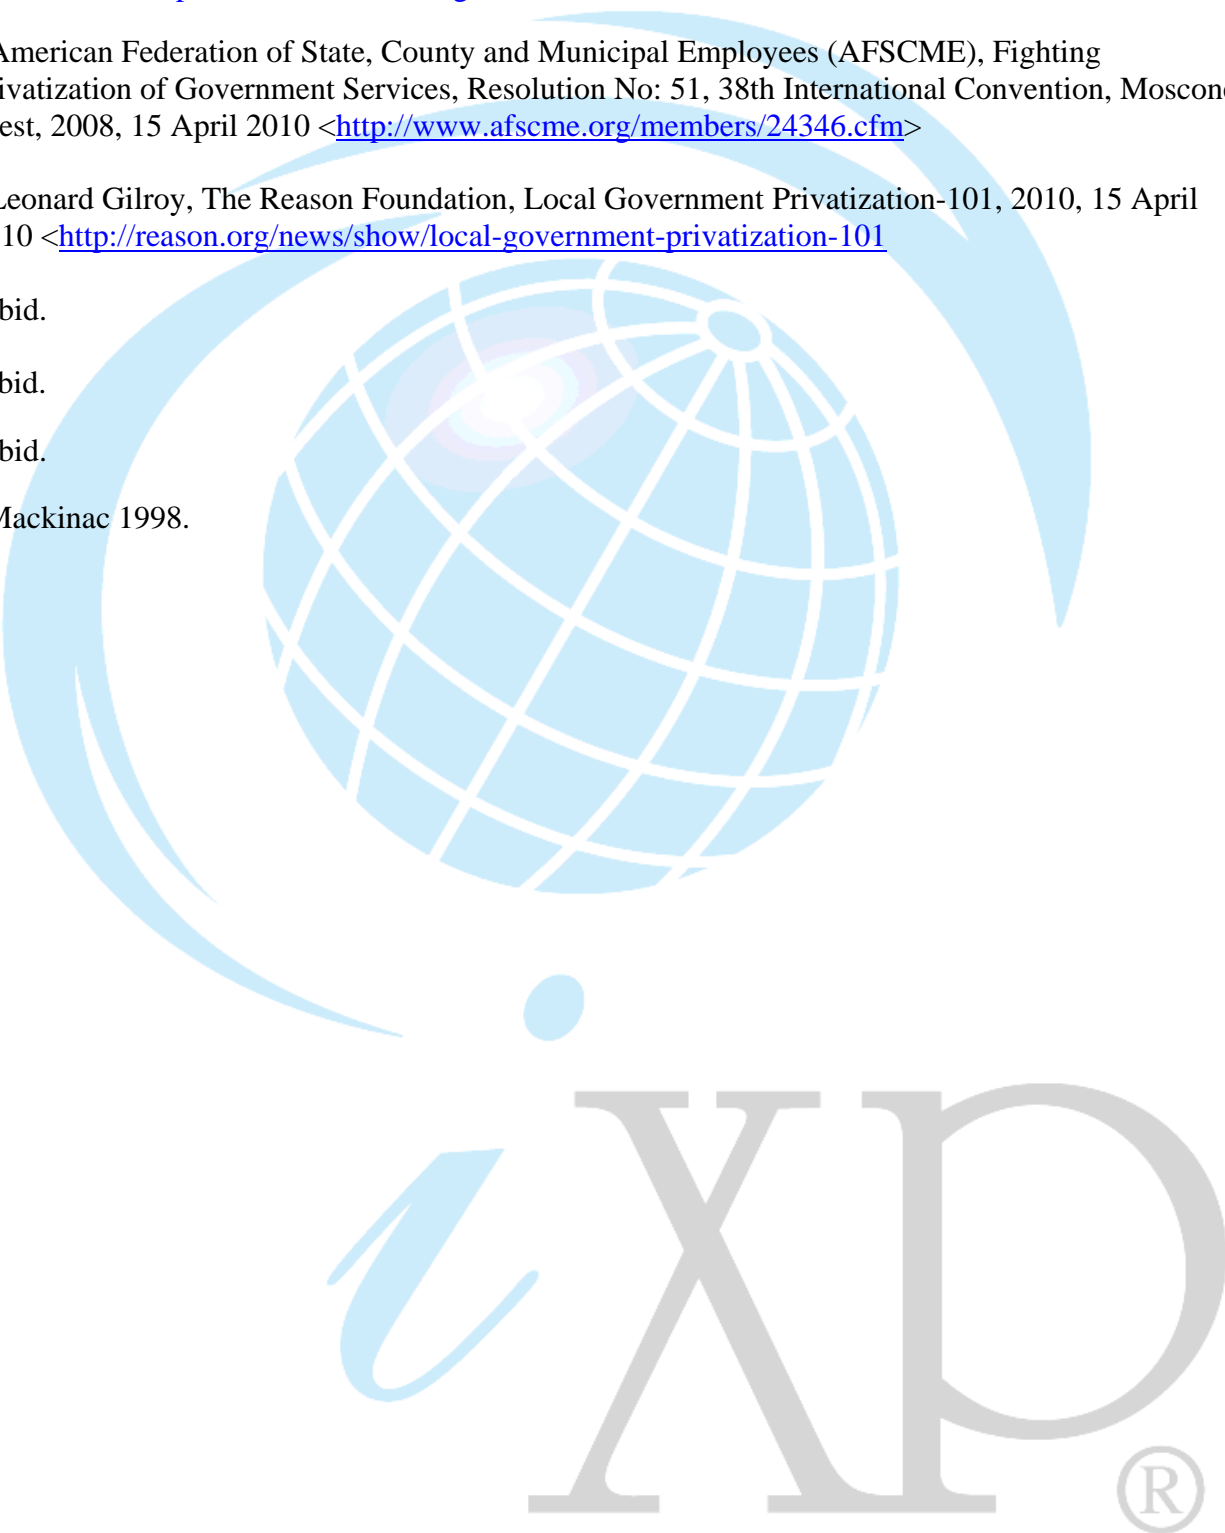 American Federation of State, County and Municipal Employees (AFSCME), Fighting
ivatization of Government Services, Resolution No: 51, 38th International Convention, Moscone
est, 2008, 15 April 2010 <http://www.afscme.org/members/24346.cfm>
Leonard Gilroy, The Reason Foundation, Local Government Privatization-101, 2010, 15 April
10 <http://reason.org/news/show/local-government-privatization-101
bid.
bid.
bid.
Mackinac 1998.
iXP®